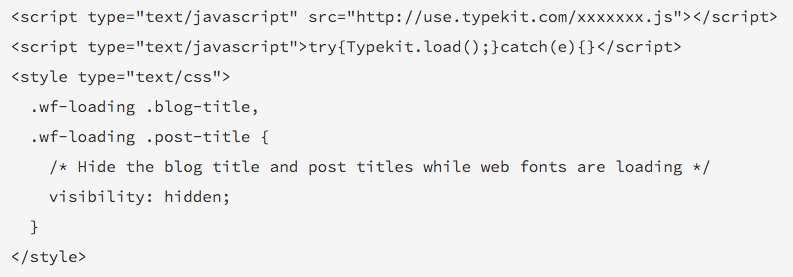 <script type="text/javascript" src="http://use.typekit.com/xxxxxxx.js"></script>
<script type="text/javascript">try{Typekit.load();}catch(e){}</script>
<style type="text/css">
  .wf-loading .blog-title,
  .wf-loading .post-title {
    /* Hide the blog title and post titles while web fonts are loading */
    visibility: hidden;
  }
</style>